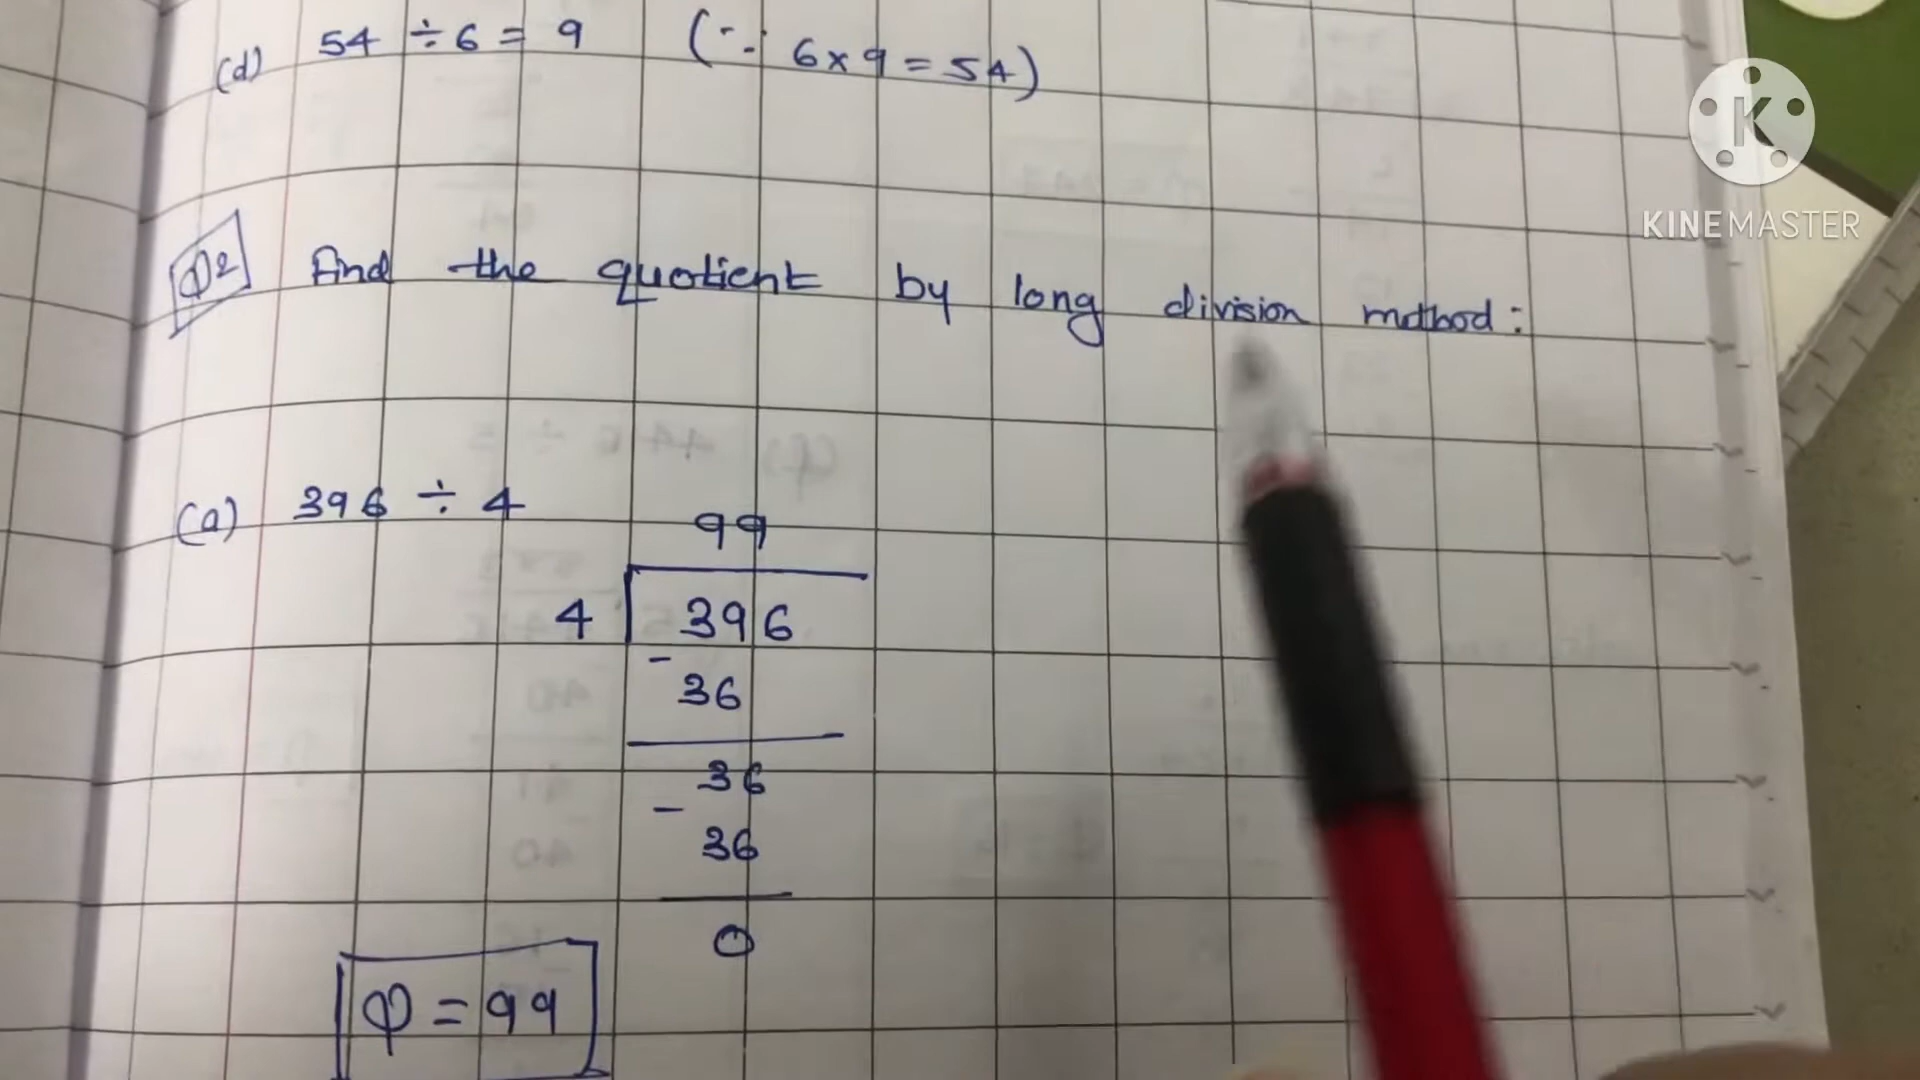 (d) 54 ÷ 6 = 9 (∵ 6 × 9 = 54)
K
KINEMASTER
Q2 Find the quotient by long division method:
(a) 396 ÷ 4
99
4 396
- 36
36
- 36
0
Q = 99